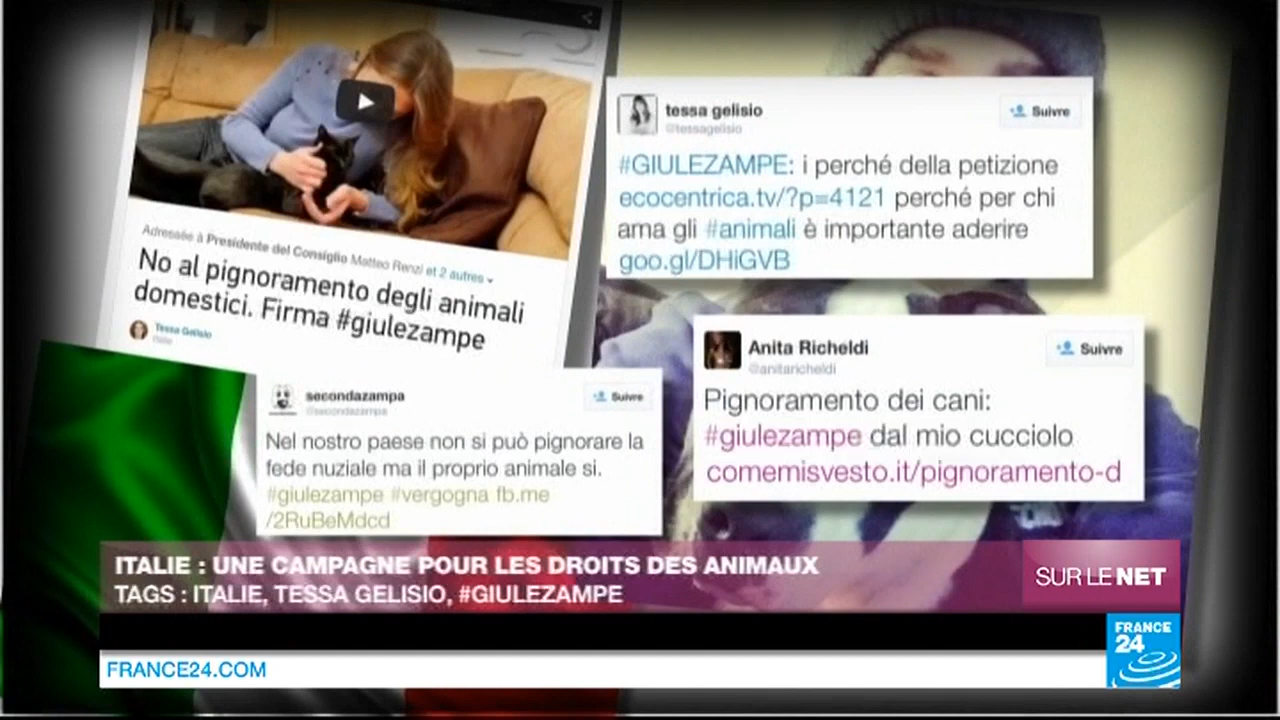 Adressée à Presidente del Consiglio Matteo Renzi et 2 autres
No al pignoramento degli animali
domestici. Firma #giulezampe
Tessa Gelisio
Italie
tessa gelisio
@tessagelisio
Suivre
#GIULEZAMPE: i perché della petizione
ecocentrica.tv/?p=4121 perché per chi
ama gli #animali è importante aderire
goo.gl/DHiGVB
Anita Richeldi
@anitaricheldi
Suivre
Pignoramento dei cani:
#giulezampe dal mio cucciolo
comemisvesto.it/pignoramento-d
secondazampa
@secondazampa
Suivre
Nel nostro paese non si può pignorare la
fede nuziale ma il proprio animale si.
#giulezampe #vergogna fb.me
/2RuBeMdcd
ITALIE : UNE CAMPAGNE POUR LES DROITS DES ANIMAUX
TAGS : ITALIE, TESSA GELISIO, #GIULEZAMPE
SUR LE NET
FRANCE
24
FRANCE24.COM